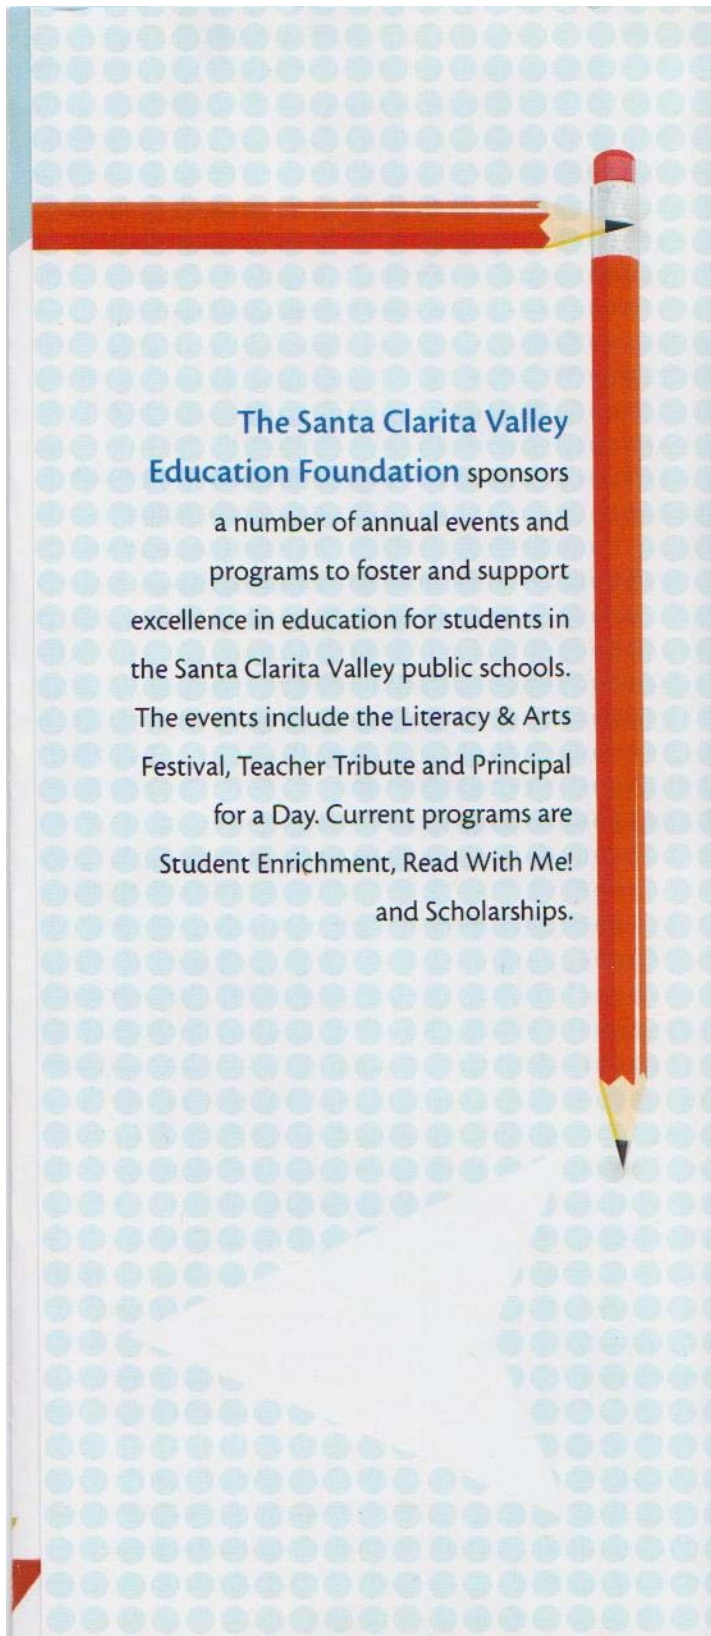 The Santa Clarita Valley
Education Foundation sponsors
a number of annual events and
programs to foster and support
excellence in education for students in
the Santa Clarita Valley public schools.
The events include the Literacy & Arts
Festival, Teacher Tribute and Principal
for a Day. Current programs are
Student Enrichment, Read With Me!
and Scholarships.